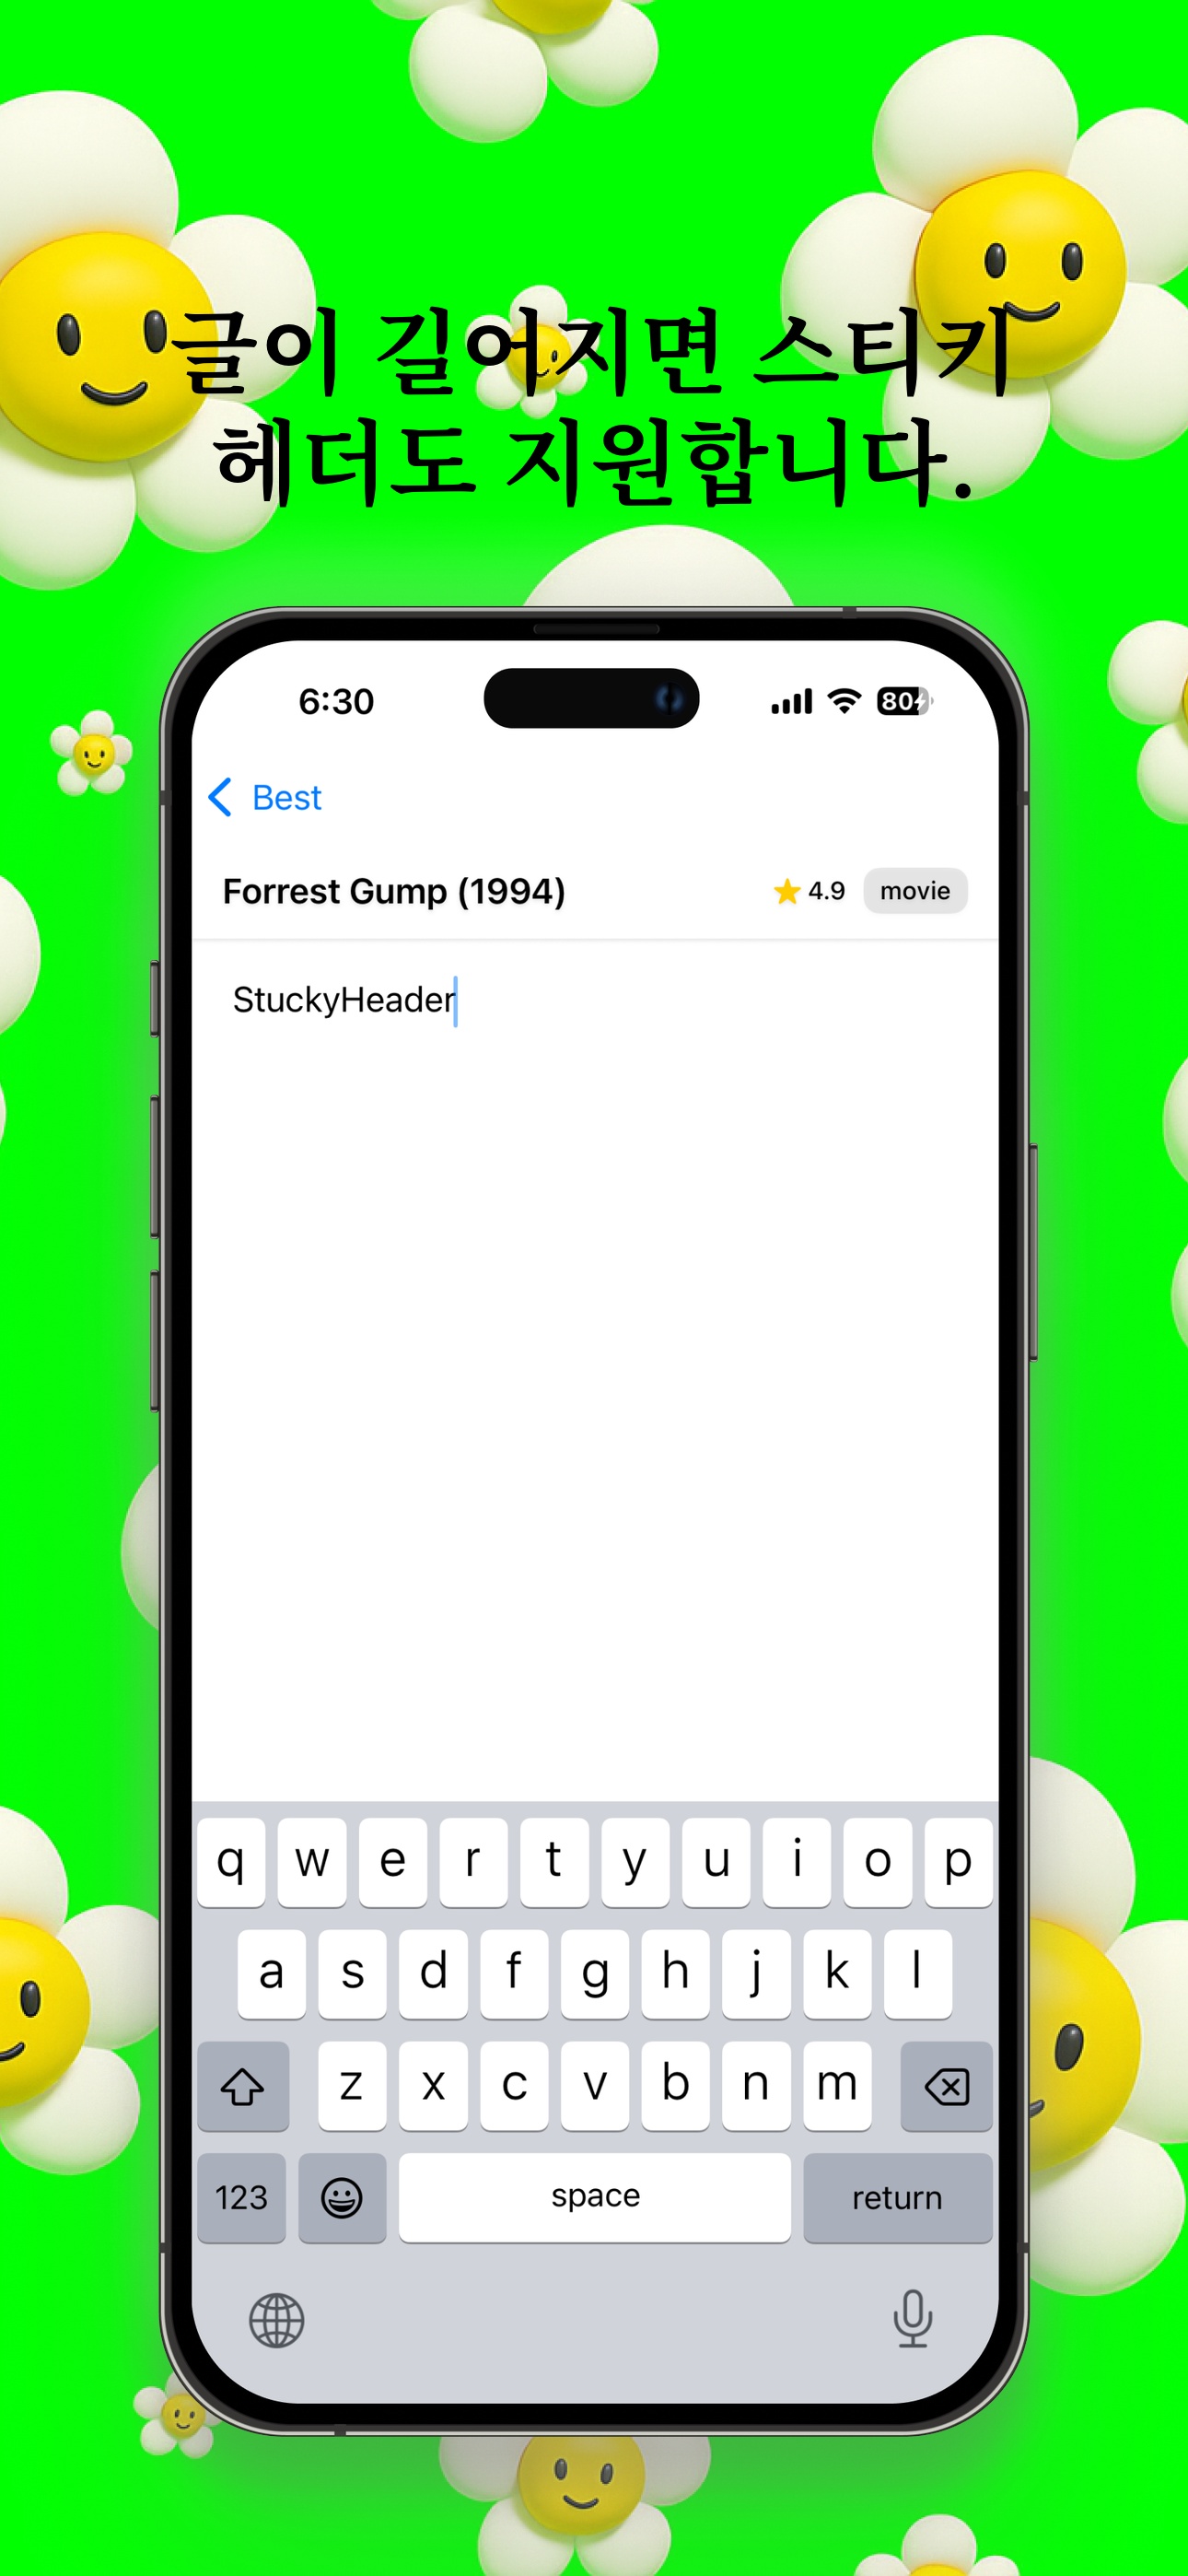 글이 길어지면 스티키
헤더도 지원합니다.
6:30
80
Best
Forrest Gump (1994)
4.9
movie
StuckyHeader
q w e r t y u i o p
a s d f g h j k l
z x c v b n m
123 space return